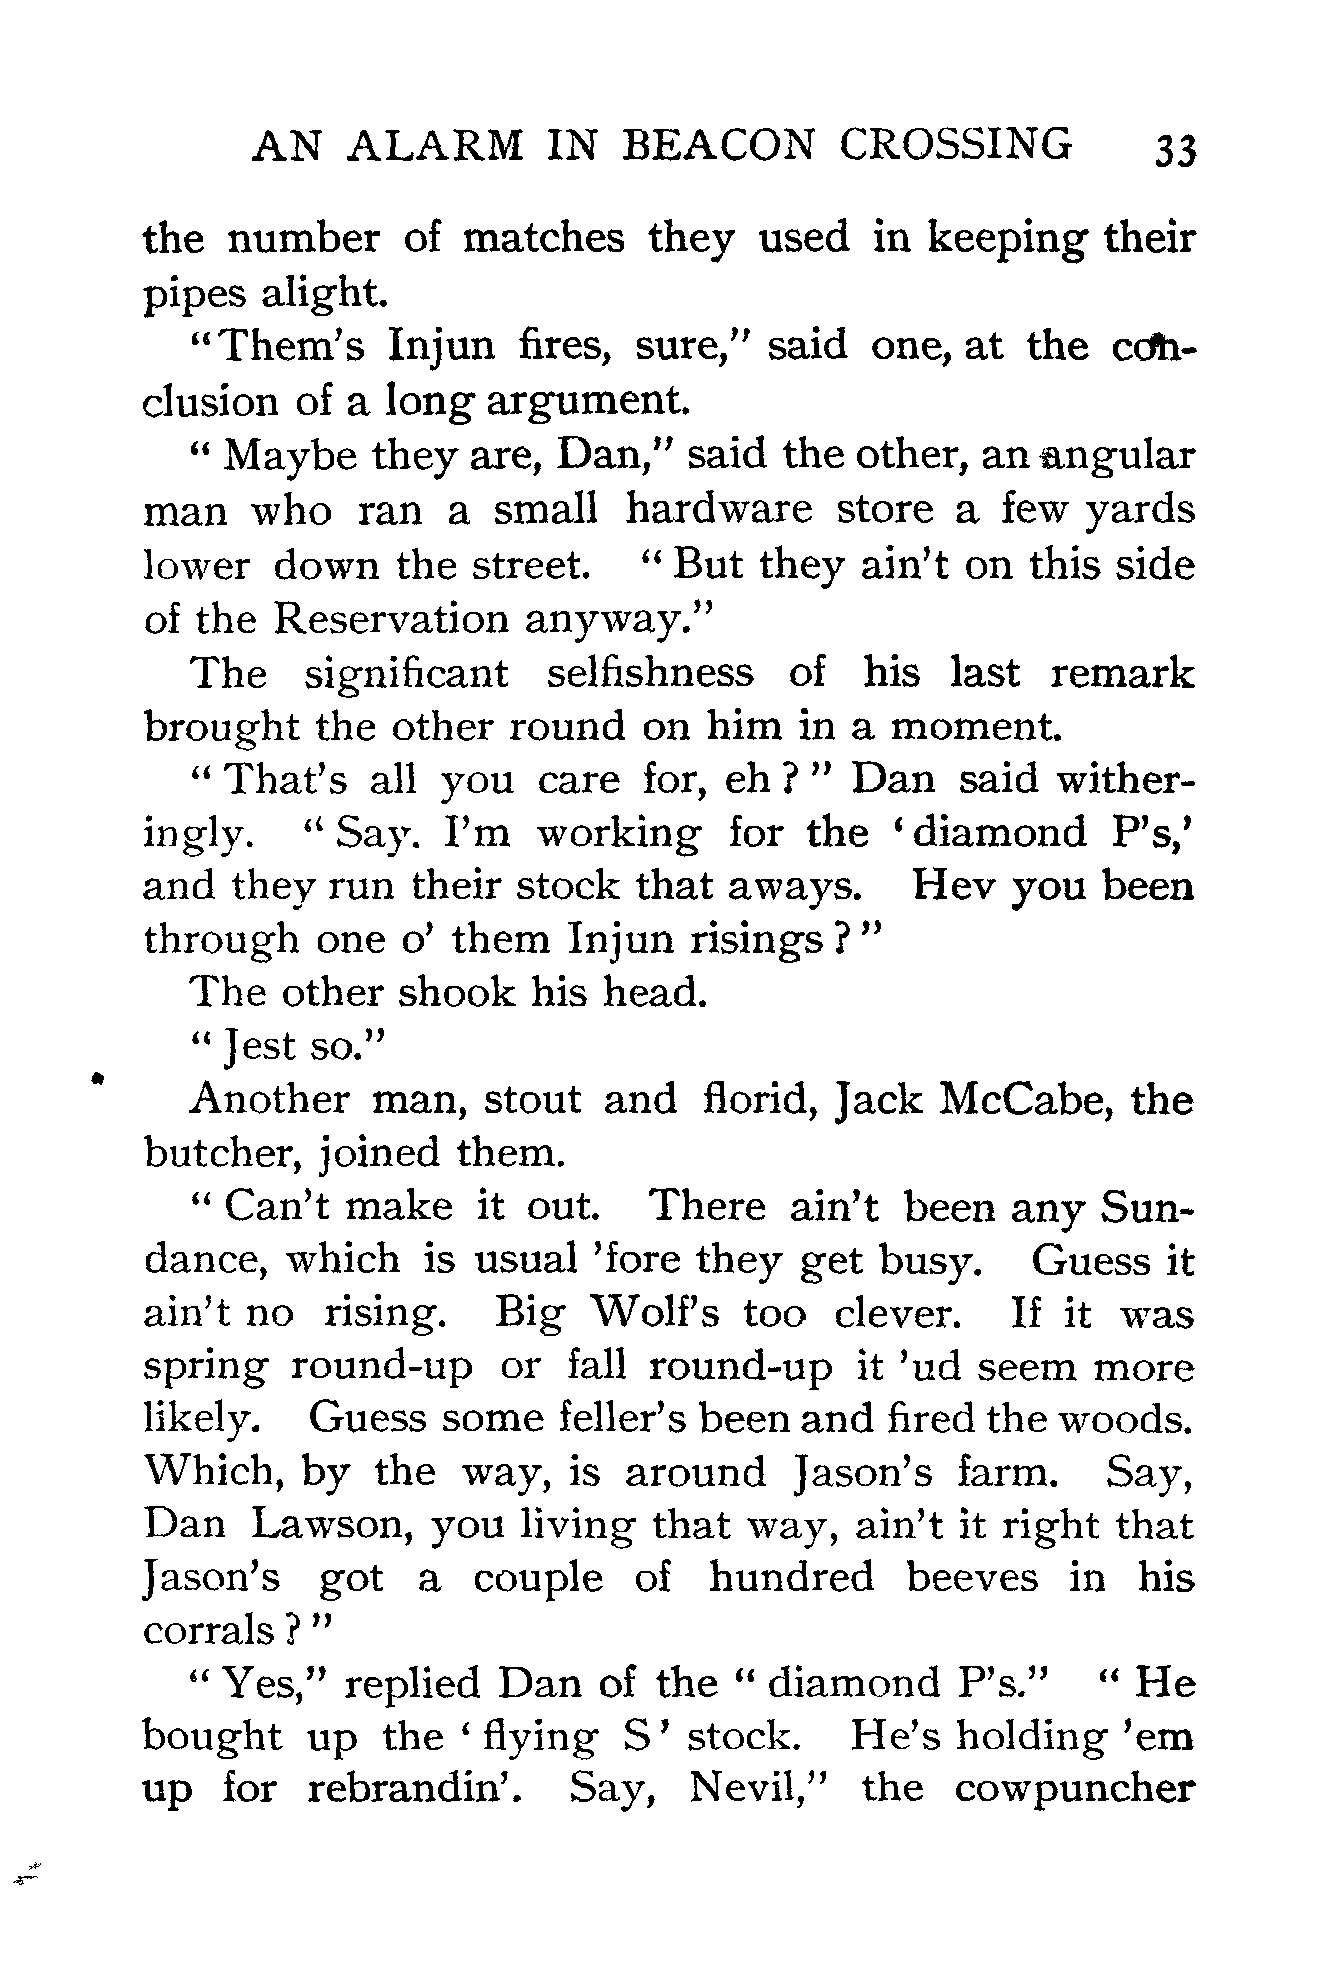 AN ALARM IN BEACON CROSSING 33
the number of matches they used in keeping their
pipes alight.
"Them's Injun fires, sure," said one, at the con-
clusion of a long argument.
" Maybe they are, Dan," said the other, an angular
man who ran a small hardware store a few yards
lower down the street. " But they ain't on this side
of the Reservation anyway."
The significant selfishness of his last remark
brought the other round on him in a moment.
" That's all you care for, eh ? " Dan said wither-
ingly. " Say. I'm working for the ' diamond P's,'
and they run their stock that aways. Hev you been
through one o' them Injun risings ? "
The other shook his head.
" Jest so."
Another man, stout and florid, Jack McCabe, the
butcher, joined them.
" Can't make it out. There ain't been any Sun-
dance, which is usual 'fore they get busy. Guess it
ain't no rising. Big Wolf's too clever. If it was
spring round-up or fall round-up it 'ud seem more
likely. Guess some feller's been and fired the woods.
Which, by the way, is around Jason's farm. Say,
Dan Lawson, you living that way, ain't it right that
Jason's got a couple of hundred beeves in his
corrals ? "
" Yes," replied Dan of the " diamond P's." " He
bought up the ' flying S ' stock. He's holding 'em
up for rebrandin'. Say, Nevil," the cowpuncher